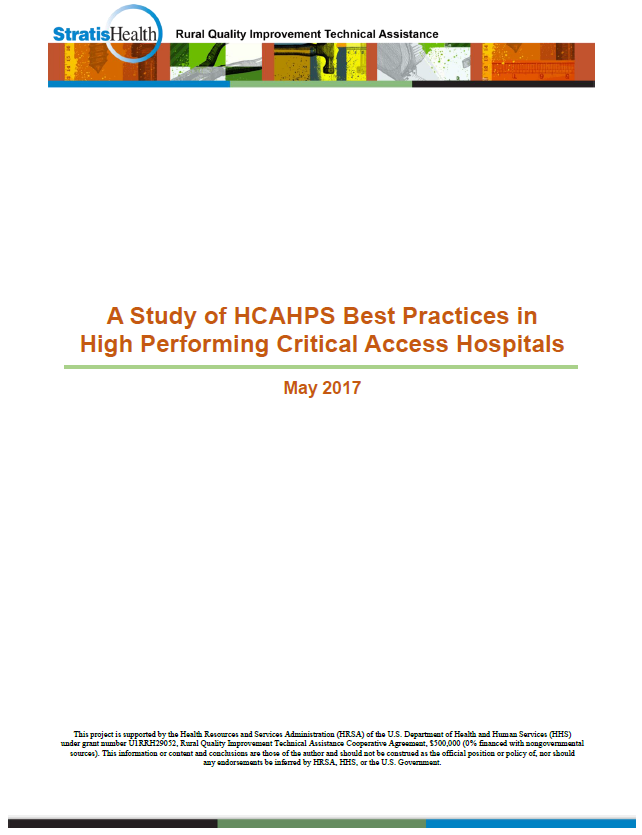 StratisHealth
Rural Quality Improvement Technical Assistance
A Study of HCAHPS Best Practices in
High Performing Critical Access Hospitals
May 2017
This project is supported by the Health Resources and Services Administration (HRSA) of the U.S. Department of Health and Human Services (HHS)
under grant number U1RRH29052, Rural Quality Improvement Technical Assistance Cooperative Agreement, $500,000 (0% financed with nongovernmental
sources). This information or content and conclusions are those of the author and should not be construed as the official position or policy of, nor should
any endorsements be inferred by HRSA, HHS, or the U.S. Government.